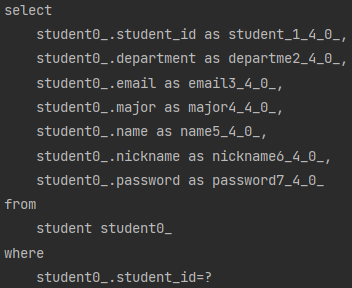 select
student0_.student_id as student_1_4_0_,
student0_.department as departme2_4_0_,
student0_.email as email3_4_0_,
student0_.major as major4_4_0_,
student0_.name as name5_4_0_,
student0_.nickname as nickname6_4_0_,
student0_.password as password7_4_0_
from
student student0_
where
student0_.student_id=?